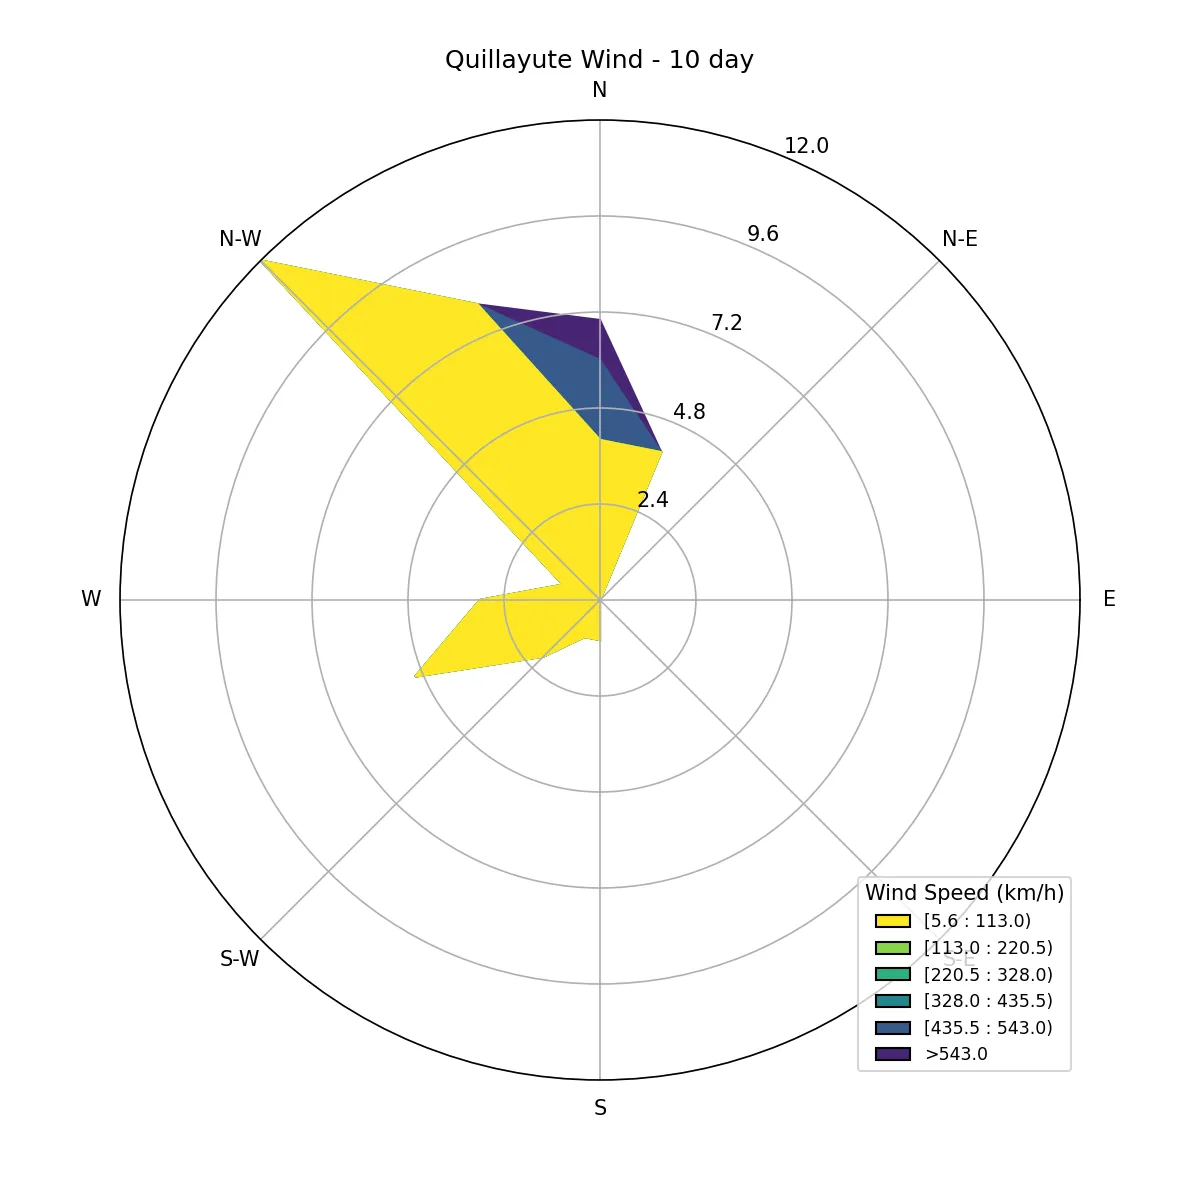 Quillayute Wind - 10 day
N
12.0
9.6
N-W
N-E
7.2
4.8
2.4
W
E
S-W
S-E
S
Wind Speed (km/h)
[5.6 : 113.0)
[113.0 : 220.5)
[220.5 : 328.0)
[328.0 : 435.5)
[435.5 : 543.0)
>543.0